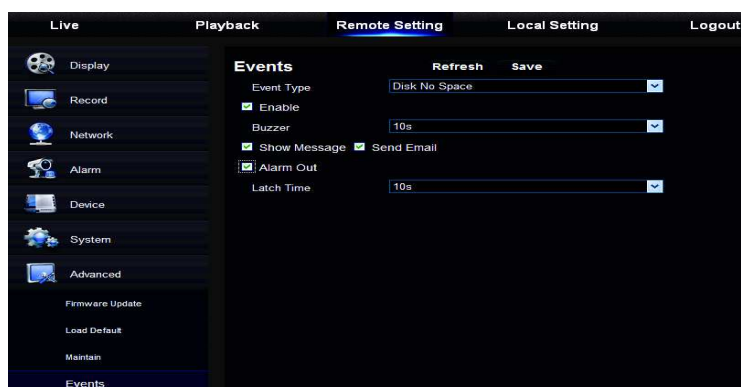 Live Playback Remote Setting Local Setting Logout
Display
Record
Network
Alarm
Device
System
Advanced
Firmware Update
Load Default
Maintain
Events
Events Refresh Save
Event Type Disk No Space
Enable
Buzzer 10s
Show Message Send Email
Alarm Out
Latch Time 10s